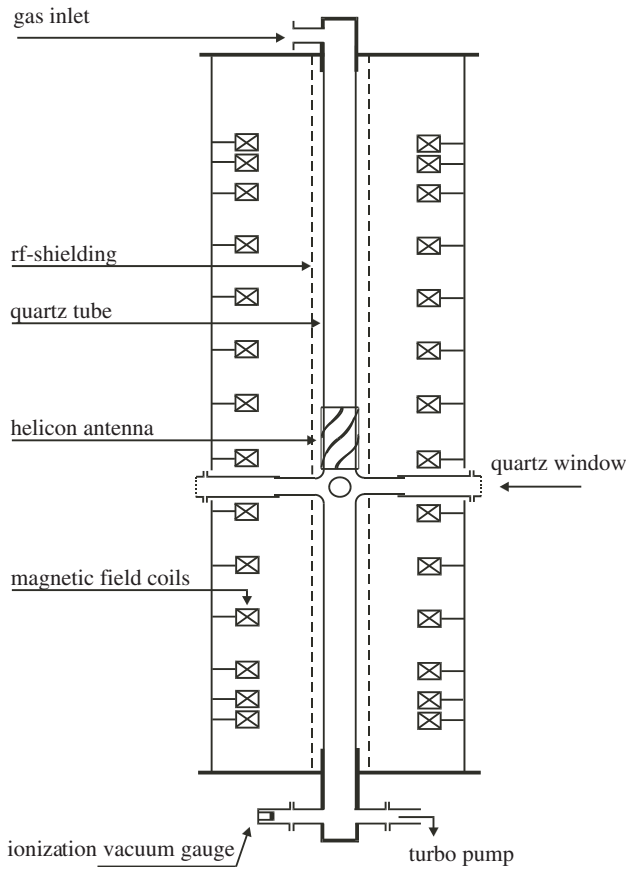 gas inlet
rf-shielding
quartz tube
helicon antenna
quartz window
magnetic field coils
ionization vacuum gauge
turbo pump